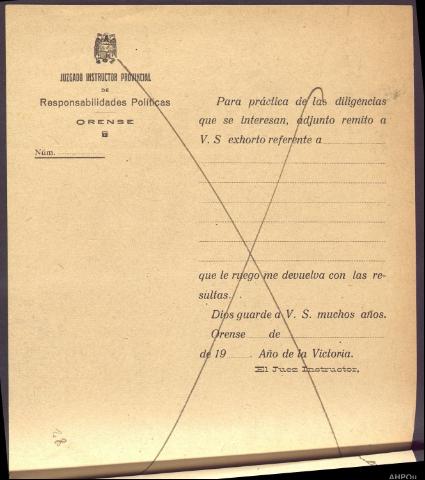 JUZGADO INSTRUCTOR PROVINCIAL
DE
Responsabilidades Políticas
ORENSE
Núm.
Para práctica de las diligencias
que se interesan, adjunto remito a
V. S exhorto referente a
que le ruego me devuelva con las re-
sultas.
Dios guarde a V. S. muchos años.
Orense de
de 19 Año de la Victoria.
El Juez Instructor,
AHPOu